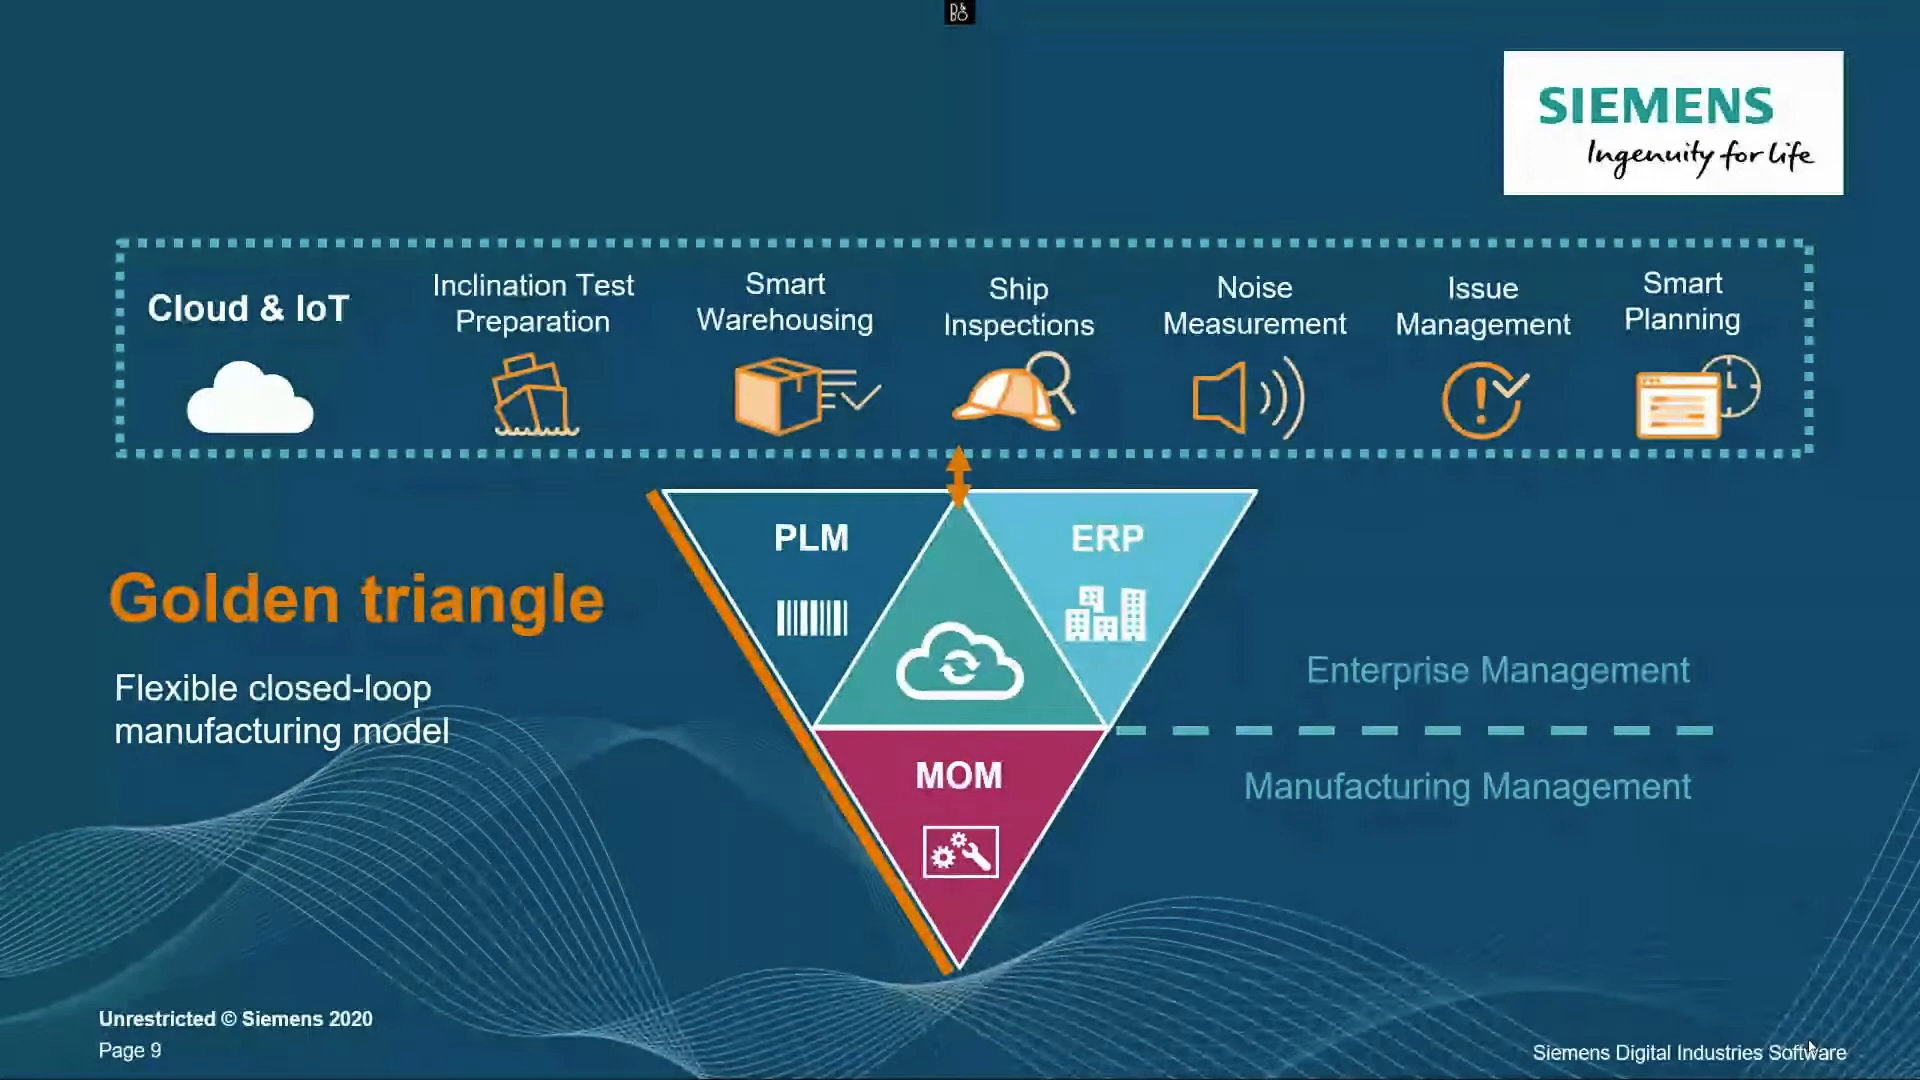 B&O
SIEMENS
Ingenuity for life
Cloud & IoT
Inclination Test
Preparation
Smart
Warehousing
Ship
Inspections
Noise
Measurement
Issue
Management
Smart
Planning
PLM
ERP
Golden triangle
Flexible closed-loop
manufacturing model
Enterprise Management
MOM
Manufacturing Management
Unrestricted © Siemens 2020
Page 9
Siemens Digital Industries Software